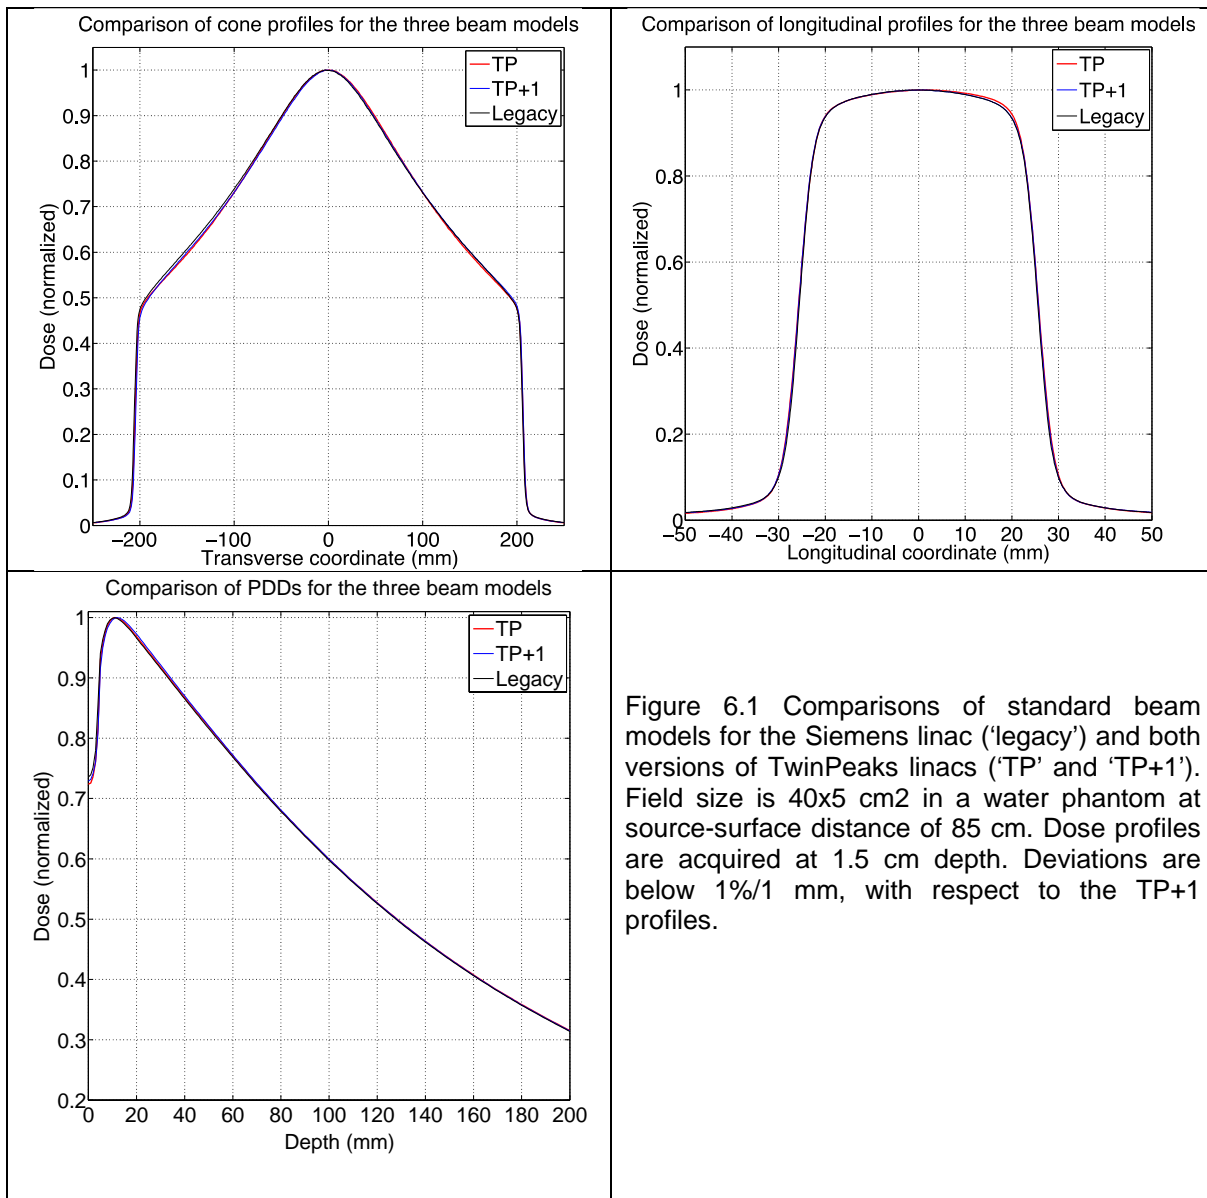 Comparison of cone profiles for the three beam models
1
0.9
0.8
0.7
0.6
0.5
0.4
0.3
0.2
0.1
0
Dose (normalized)
TP
TP+1
Legacy
−200
−100
0
100
200
Transverse coordinate (mm)
Comparison of longitudinal profiles for the three beam models
1
0.8
0.6
0.4
0.2
0
Dose (normalized)
TP
TP+1
Legacy
−50
−40
−30
−20
−10
0
10
20
30
40
50
Longitudinal coordinate (mm)
Comparison of PDDs for the three beam models
1
0.9
0.8
0.7
0.6
0.5
0.4
0.3
0.2
Dose (normalized)
TP
TP+1
Legacy
0
20
40
60
80
100
120
140
160
180
200
Depth (mm)
Figure 6.1 Comparisons of standard beam
models for the Siemens linac (‘legacy’) and both
versions of TwinPeaks linacs (‘TP’ and ‘TP+1’).
Field size is 40x5 cm2 in a water phantom at
source-surface distance of 85 cm. Dose profiles
are acquired at 1.5 cm depth. Deviations are
below 1%/1 mm, with respect to the TP+1
profiles.